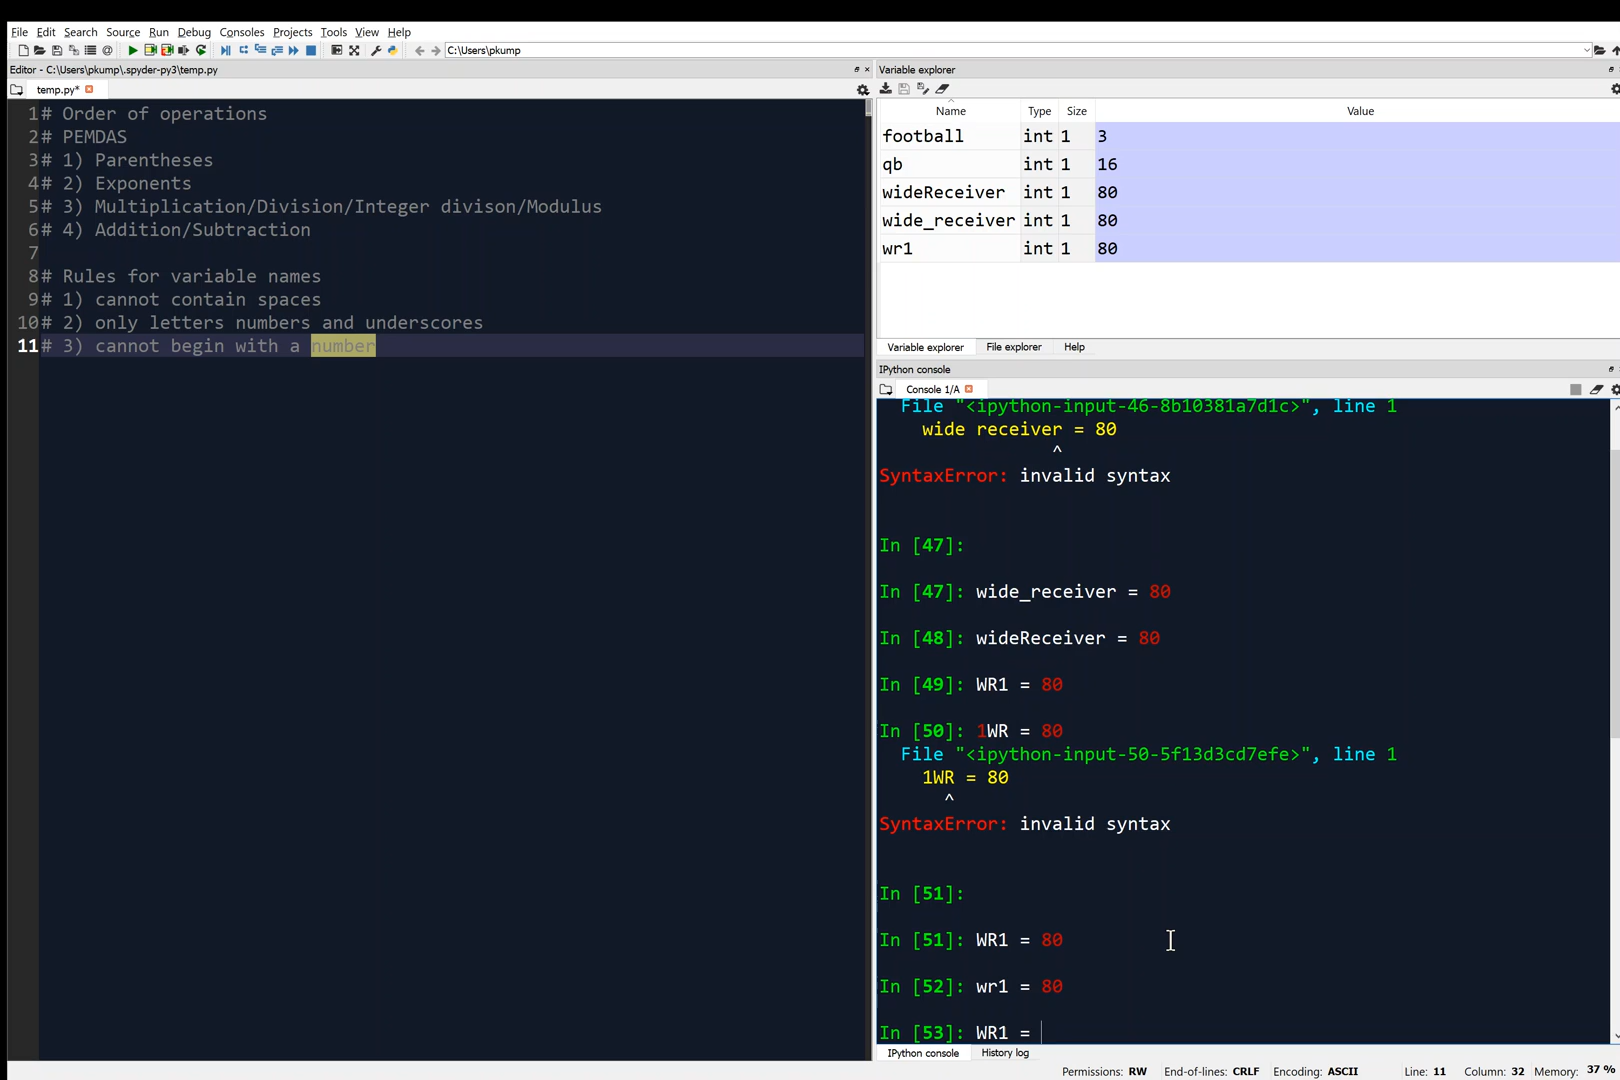 File Edit Search Source Run Debug Consoles Projects Tools View Help
C:\Users\pkump
Editor - C:\Users\pkump\.spyder-py3\temp.py
temp.py*
1# Order of operations
2# PEMDAS
3# 1) Parentheses
4# 2) Exponents
5# 3) Multiplication/Division/Integer divison/Modulus
6# 4) Addition/Subtraction
7
8# Rules for variable names
9# 1) cannot contain spaces
10# 2) only letters numbers and underscores
11# 3) cannot begin with a number
Variable explorer
Name Type Size Value
football int 1 3
qb int 1 16
wideReceiver int 1 80
wide_receiver int 1 80
wr1 int 1 80
Variable explorer File explorer Help
IPython console
Console 1/A
File "<ipython-input-46-8b10381a7d1c>", line 1
wide receiver = 80
^
SyntaxError: invalid syntax
In [47]:
In [47]: wide_receiver = 80
In [48]: wideReceiver = 80
In [49]: WR1 = 80
In [50]: 1WR = 80
File "<ipython-input-50-5f13d3cd7efe>", line 1
1WR = 80
^
SyntaxError: invalid syntax
In [51]:
In [51]: WR1 = 80
In [52]: wr1 = 80
In [53]: WR1 =
IPython console History log
Permissions: RW End-of-lines: CRLF Encoding: ASCII Line: 11 Column: 32 Memory: 37 %